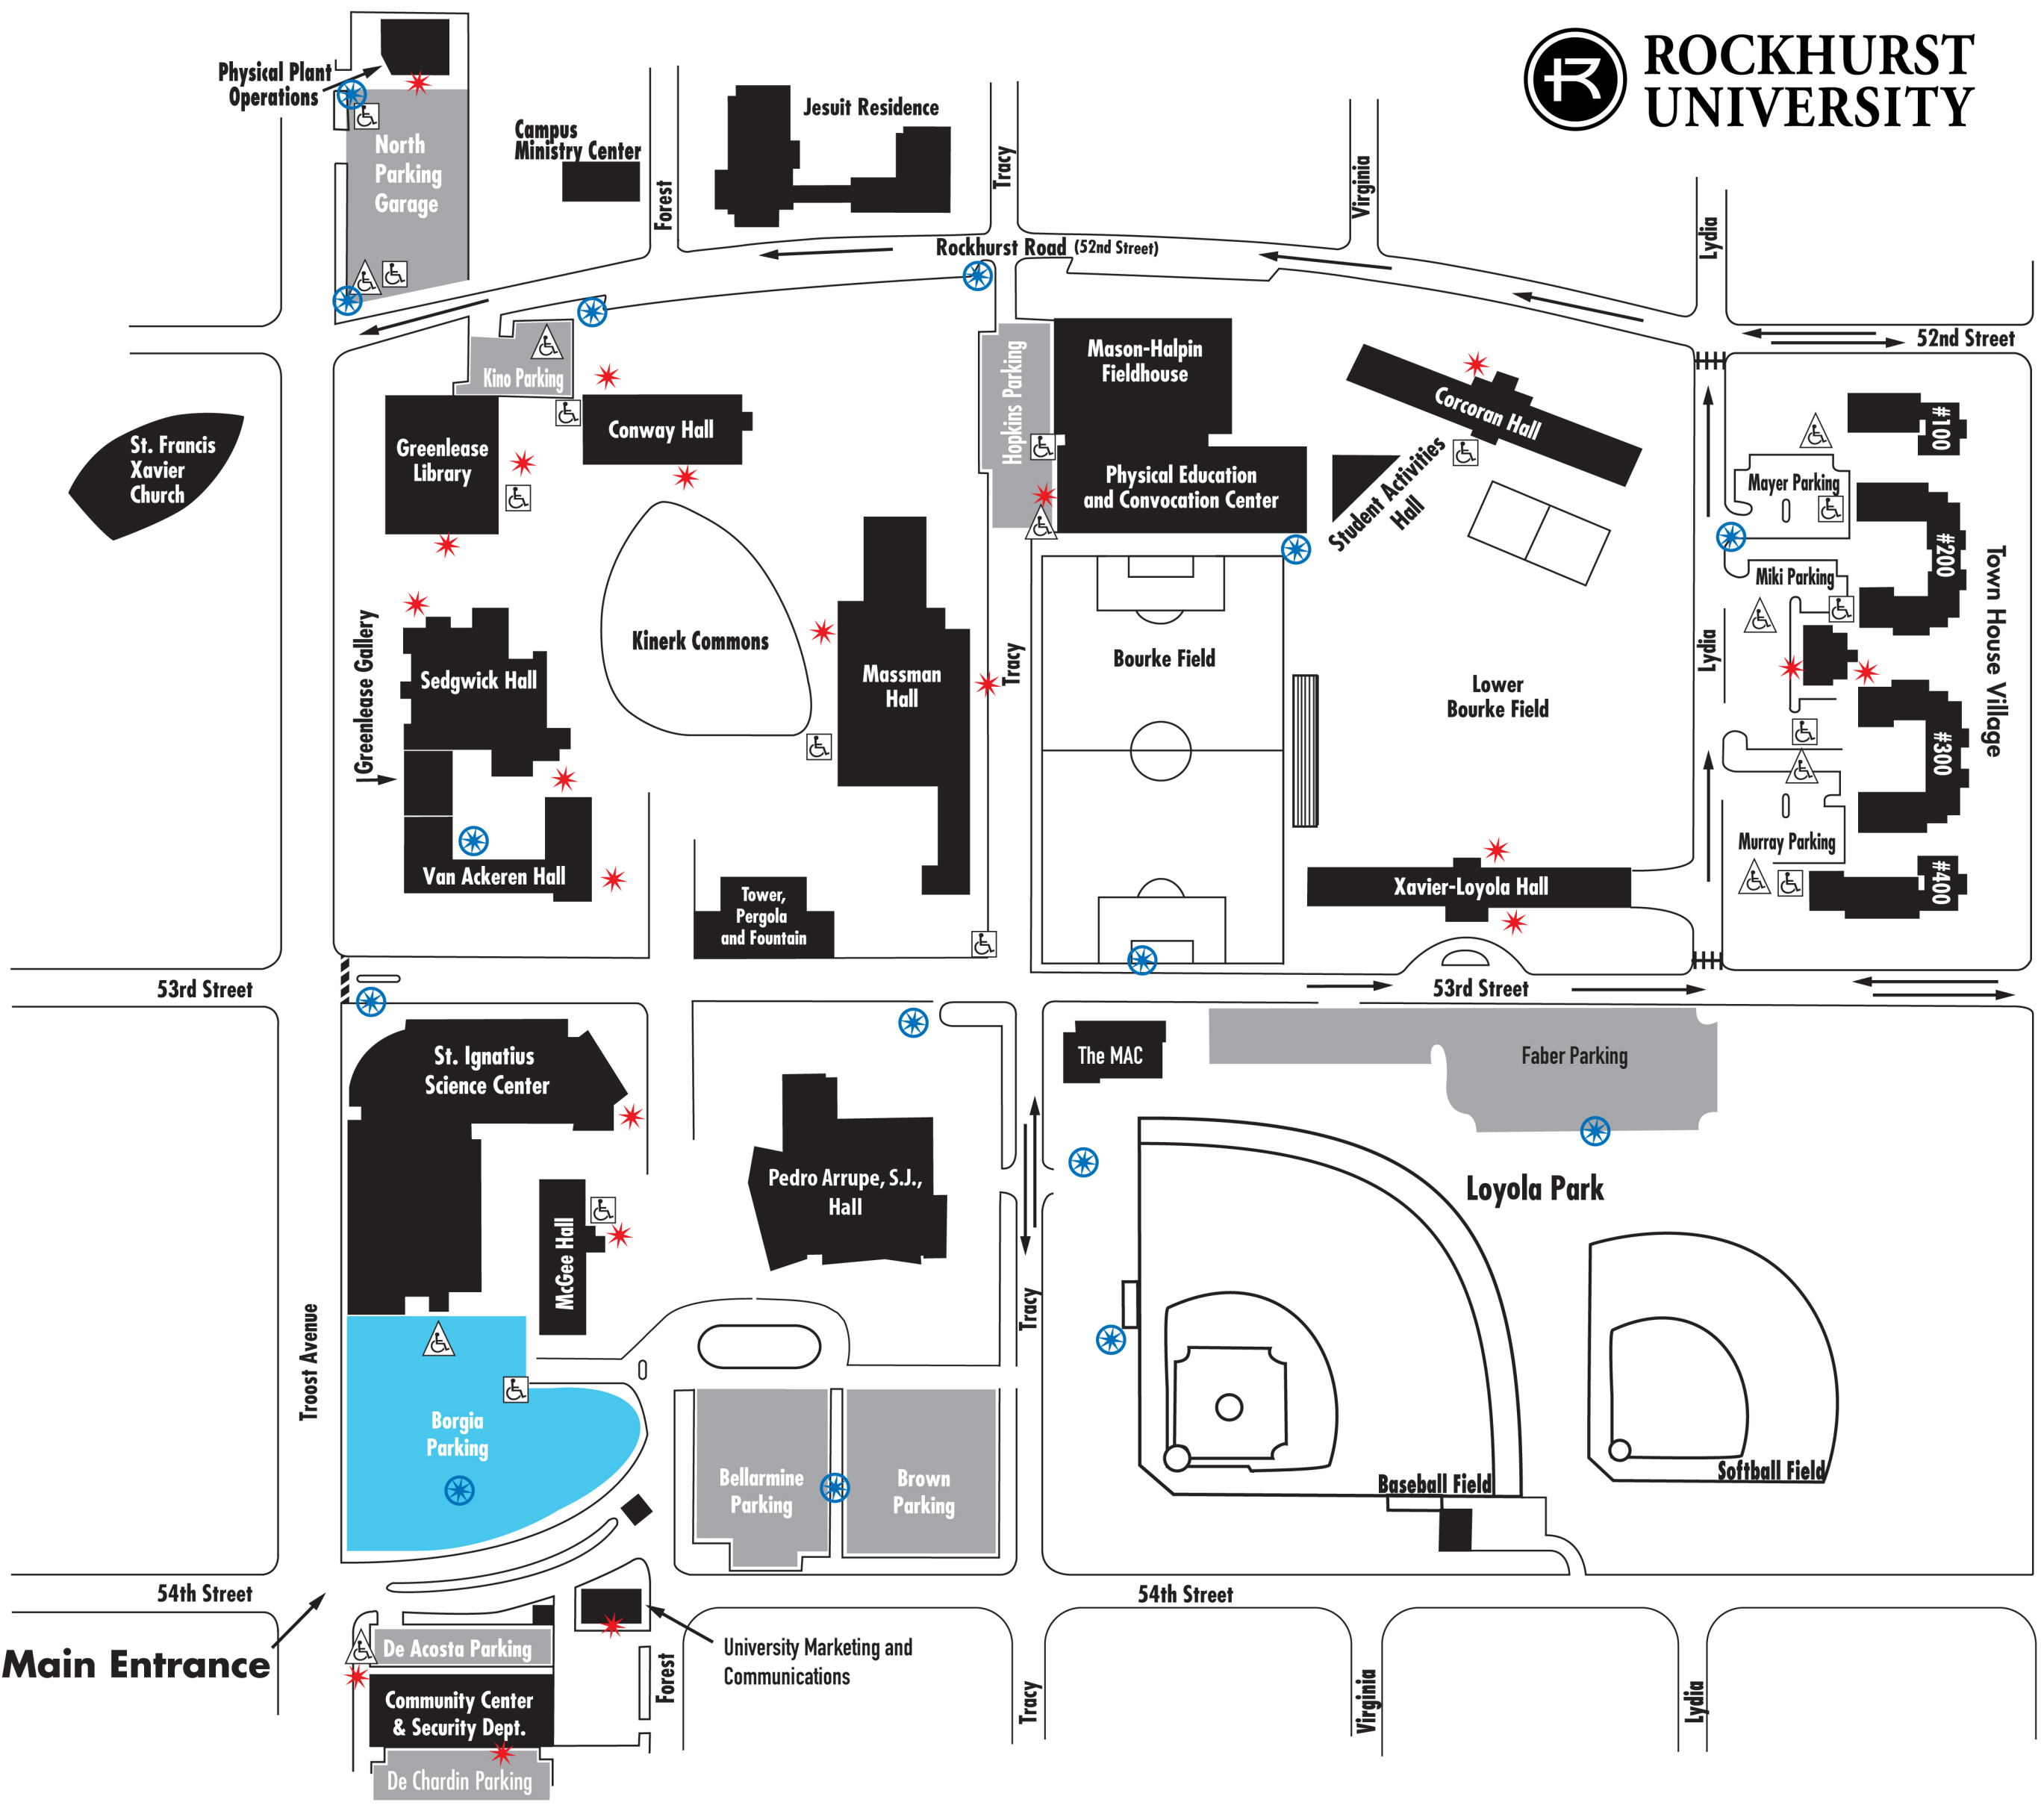 ROCKHURST
UNIVERSITY
Physical Plant
Operations
North
Parking
Garage
Campus
Ministry Center
Forest
Jesuit Residence
Tracy
Virginia
Lydia
Rockhurst Road (52nd Street)
52nd Street
St. Francis
Xavier
Church
Kino Parking
Greenlease
Library
Conway Hall
Hopkins Parking
Mason-Halpin
Fieldhouse
Physical Education
and Convocation Center
Corcoran Hall
Student Activities
Hall
#100
Mayer Parking
#200
Miki Parking
Town House Village
Lydia
#300
Murray Parking
#400
Greenlease Gallery
Sedgwick Hall
Kinerk Commons
Massman
Hall
Tracy
Bourke Field
Lower
Bourke Field
Van Ackeren Hall
Tower,
Pergola
and Fountain
Xavier-Loyola Hall
53rd Street
53rd Street
St. Ignatius
Science Center
The MAC
Faber Parking
Pedro Arrupe, S.J.,
Hall
Loyola Park
McGee Hall
Troost Avenue
Tracy
Borgia
Parking
Bellarmine
Parking
Brown
Parking
Baseball Field
Softball Field
54th Street
54th Street
Main Entrance
De Acosta Parking
University Marketing and
Communications
Community Center
& Security Dept.
De Chardin Parking
Forest
Tracy
Virginia
Lydia